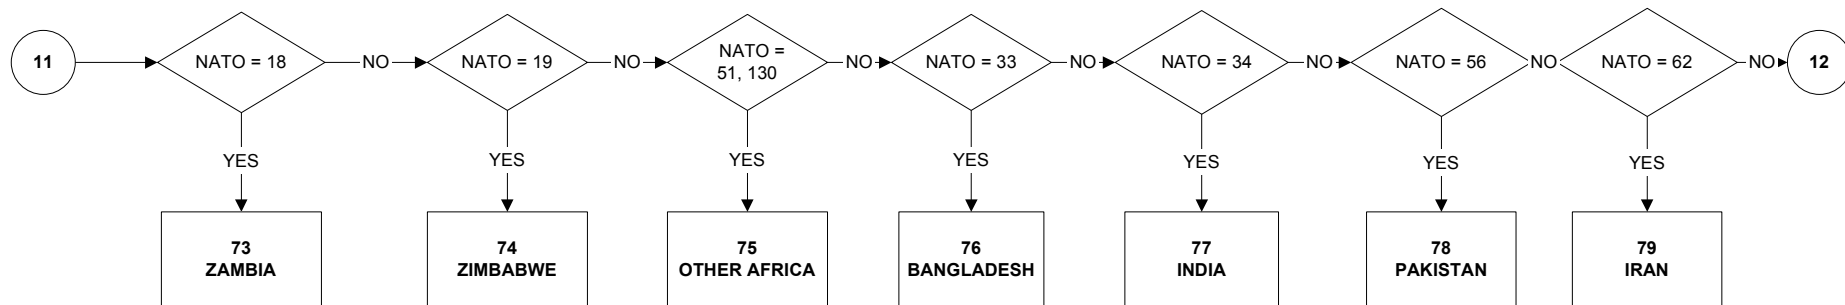 11
NATO = 18
NO
NATO = 19
NO
NATO =
51, 130
NO
NATO = 33
NO
NATO = 34
NO
NATO = 56
NO
NATO = 62
NO
12
YES
YES
YES
YES
YES
YES
YES
73
ZAMBIA
74
ZIMBABWE
75
OTHER AFRICA
76
BANGLADESH
77
INDIA
78
PAKISTAN
79
IRAN